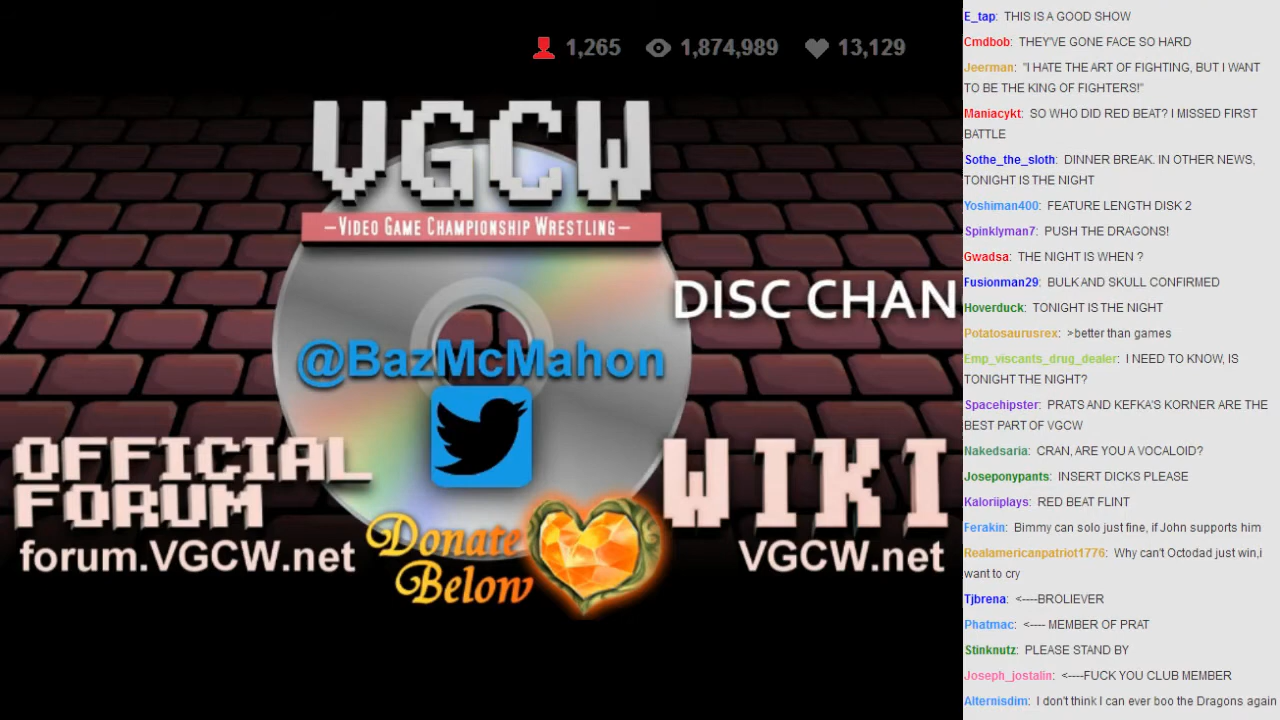 1,265 1,874,989 13,129
VGCW
-VIDEO GAME CHAMPIONSHIP WRESTLING-
DISC CHAN
@BazMcMahon
OFFICIAL
FORUM
forum.VGCW.net
Donate
Below
WIKI
VGCW.net
E_tap: THIS IS A GOOD SHOW
Cmdbob: THEY'VE GONE FACE SO HARD
Jeerman: "I HATE THE ART OF FIGHTING, BUT I WANT
TO BE THE KING OF FIGHTERS!"
Maniacykt: SO WHO DID RED BEAT? I MISSED FIRST
BATTLE
Sothe_the_sloth: DINNER BREAK. IN OTHER NEWS,
TONIGHT IS THE NIGHT
Yoshiman400: FEATURE LENGTH DISK 2
Spinklyman7: PUSH THE DRAGONS!
Gwadsa: THE NIGHT IS WHEN ?
Fusionman29: BULK AND SKULL CONFIRMED
Hoverduck: TONIGHT IS THE NIGHT
Potatosaurusrex: >better than games
Emp_viscants_drug_dealer: I NEED TO KNOW, IS
TONIGHT THE NIGHT?
Spacehipster: PRATS AND KEFKA'S KORNER ARE THE
BEST PART OF VGCW
Nakedsaria: CRAN, ARE YOU A VOCALOID?
Joseponypants: INSERT DICKS PLEASE
Kaloriiplays: RED BEAT FLINT
Ferakin: Bimmy can solo just fine, if John supports him
Realamericanpatriot1776: Why can't Octodad just win,i
want to cry
Tjbrena: <----BROLIEVER
Phatmac: <---- MEMBER OF PRAT
Stinknutz: PLEASE STAND BY
Joseph_jostalin: <----FUCK YOU CLUB MEMBER
Alternisdim: I don't think I can ever boo the Dragons again